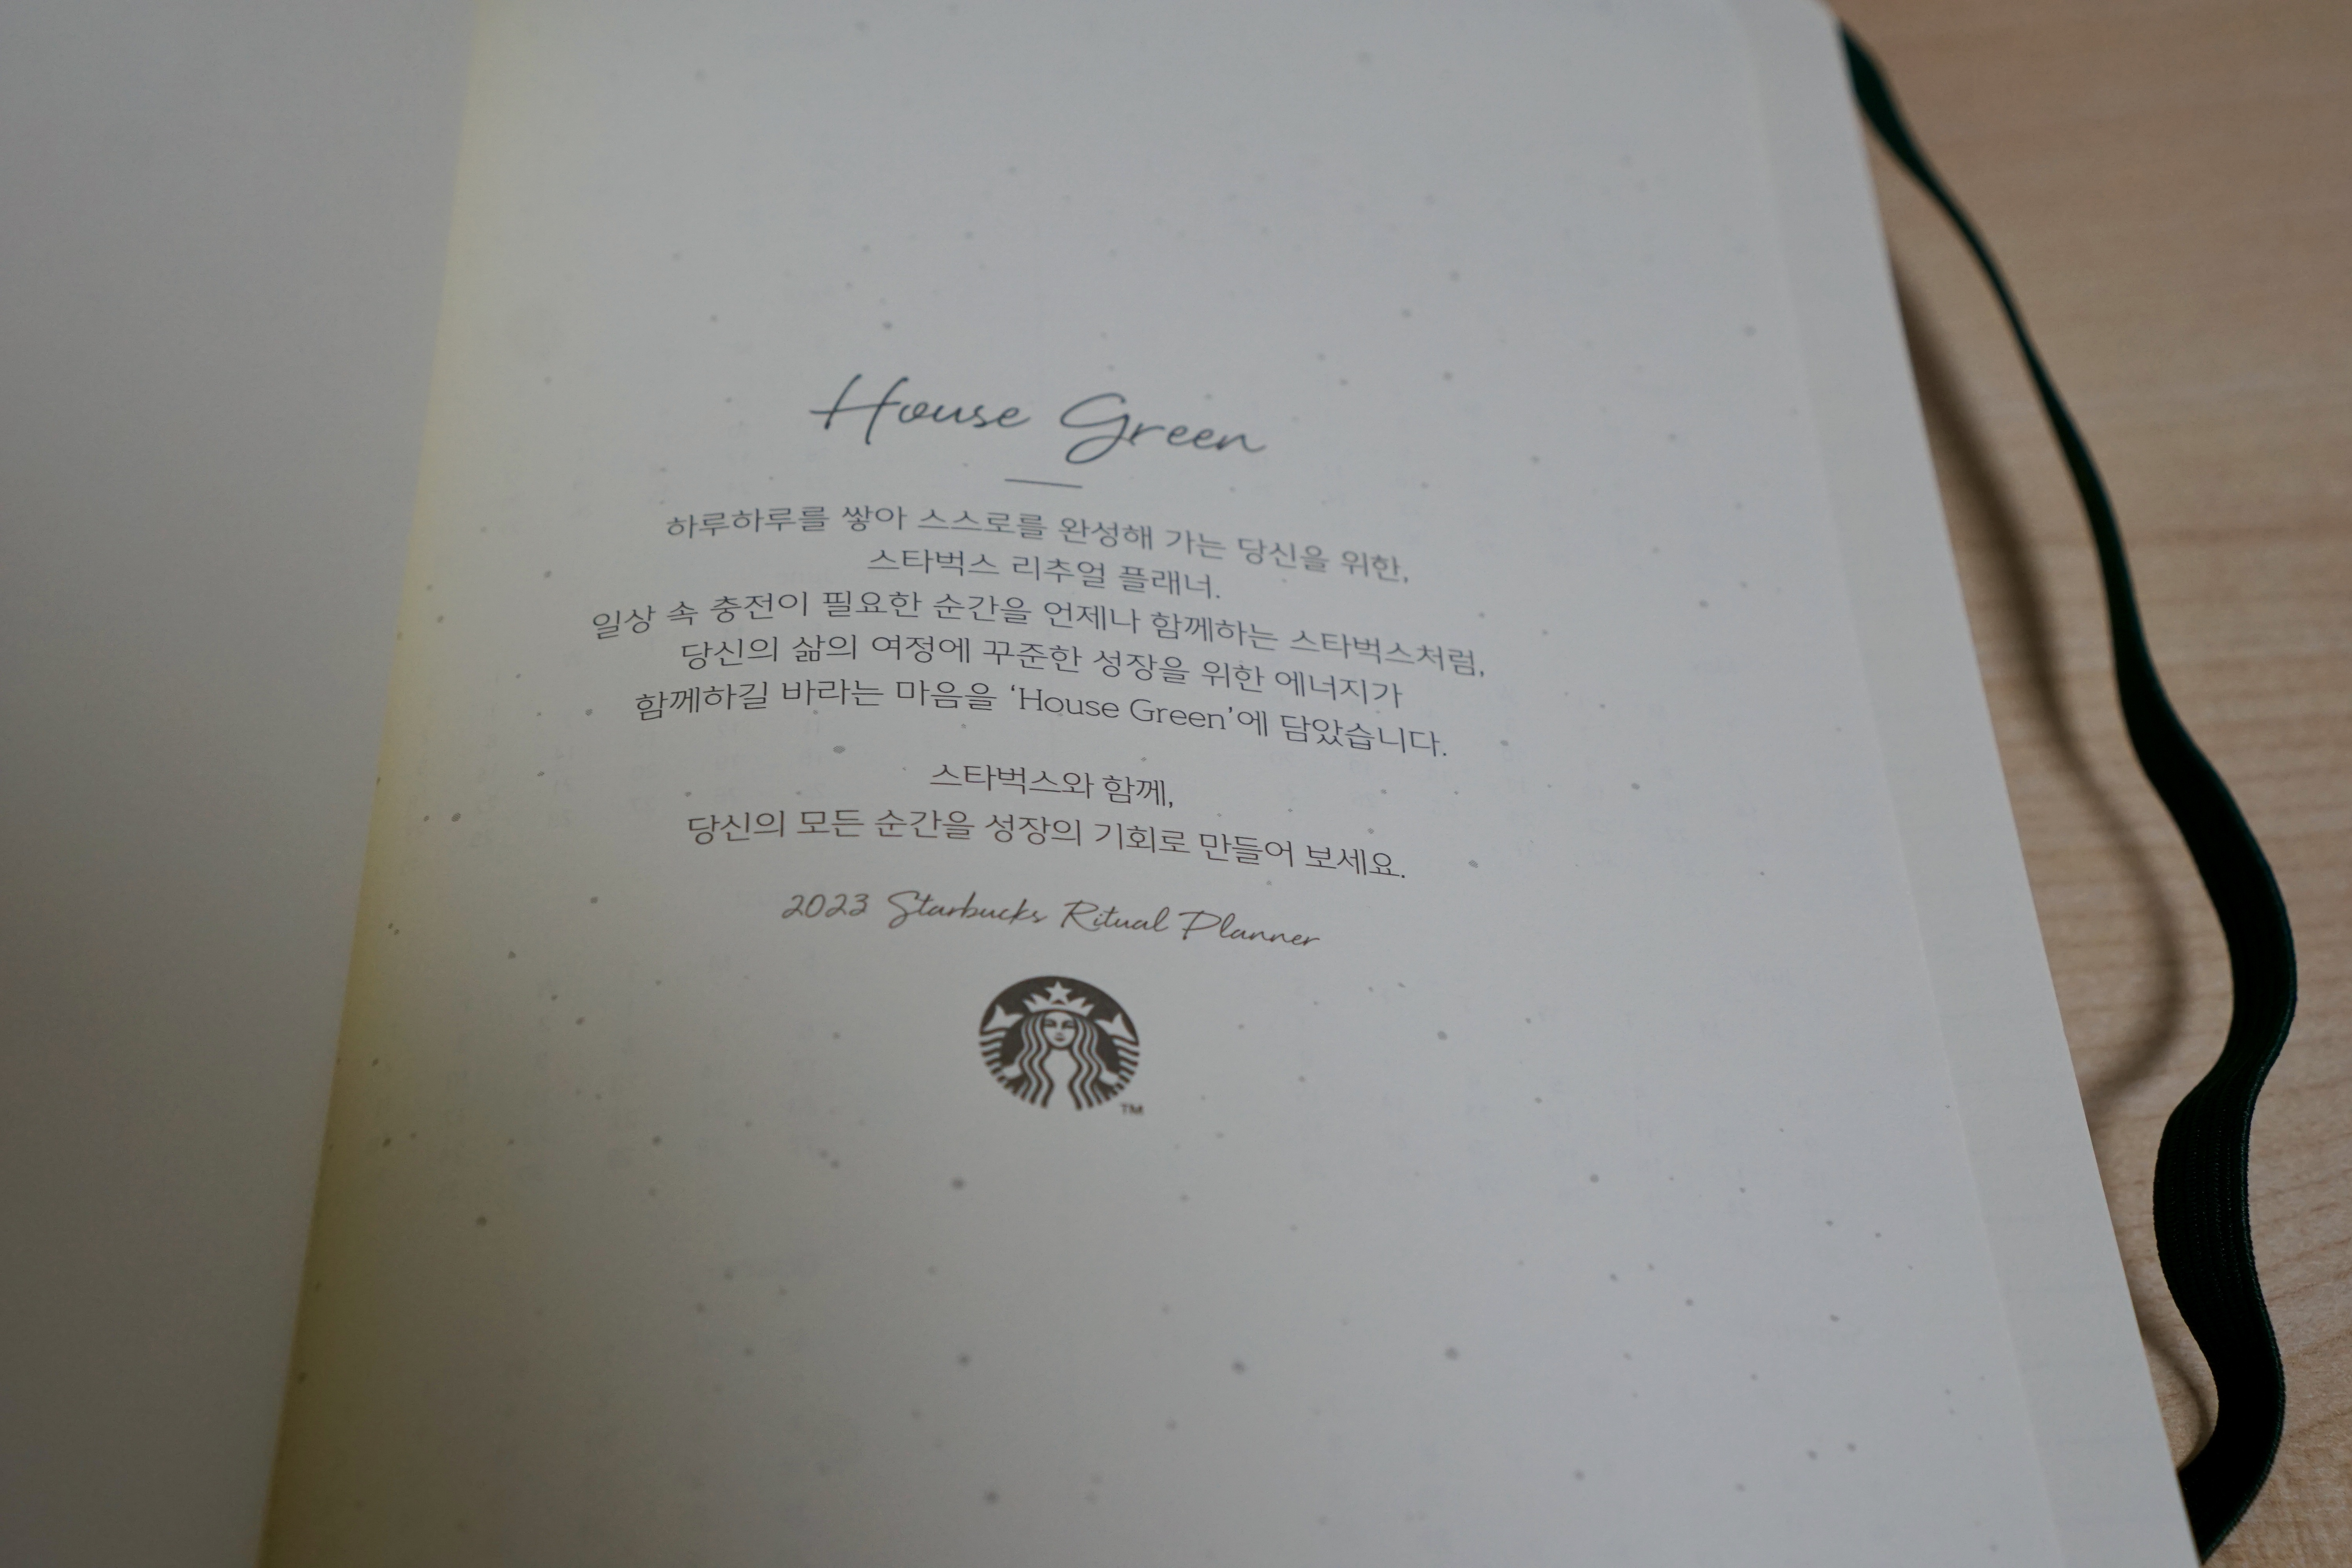 House Green
하루하루를 쌓아 스스로를 완성해 가는 당신을 위한,
스타벅스 리추얼 플래너.
일상 속 충전이 필요한 순간을 언제나 함께하는 스타벅스처럼,
당신의 삶의 여정에 꾸준한 성장을 위한 에너지가
함께하길 바라는 마음을 ‘House Green’에 담았습니다.
스타벅스와 함께,
당신의 모든 순간을 성장의 기회로 만들어 보세요.
2023 Starbucks Ritual Planner
TM